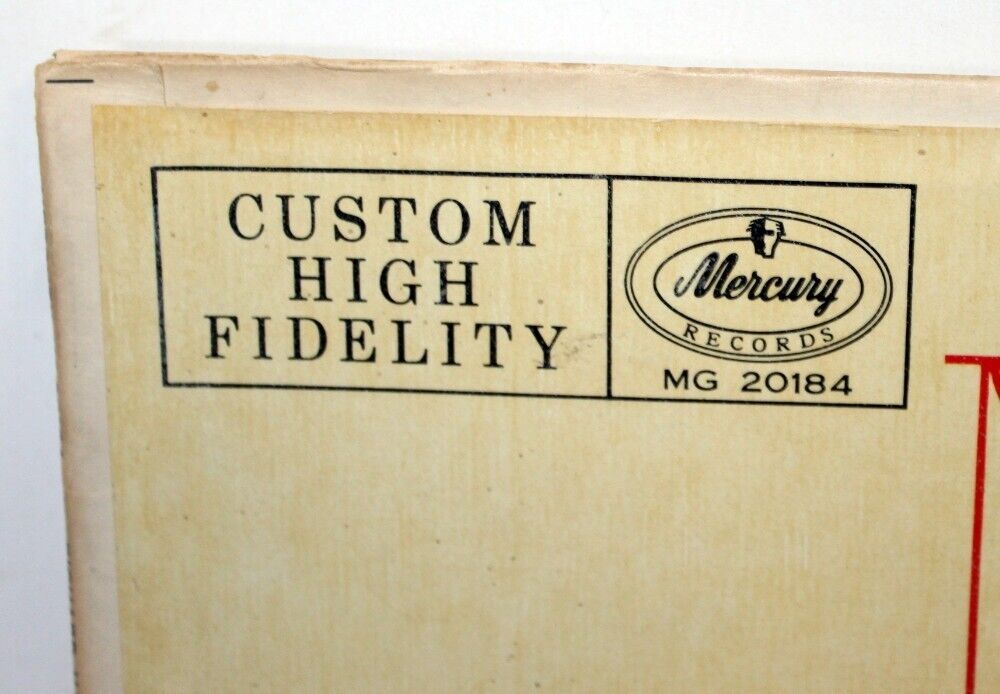 CUSTOM
HIGH
FIDELITY
Mercury
RECORDS
MG 20184